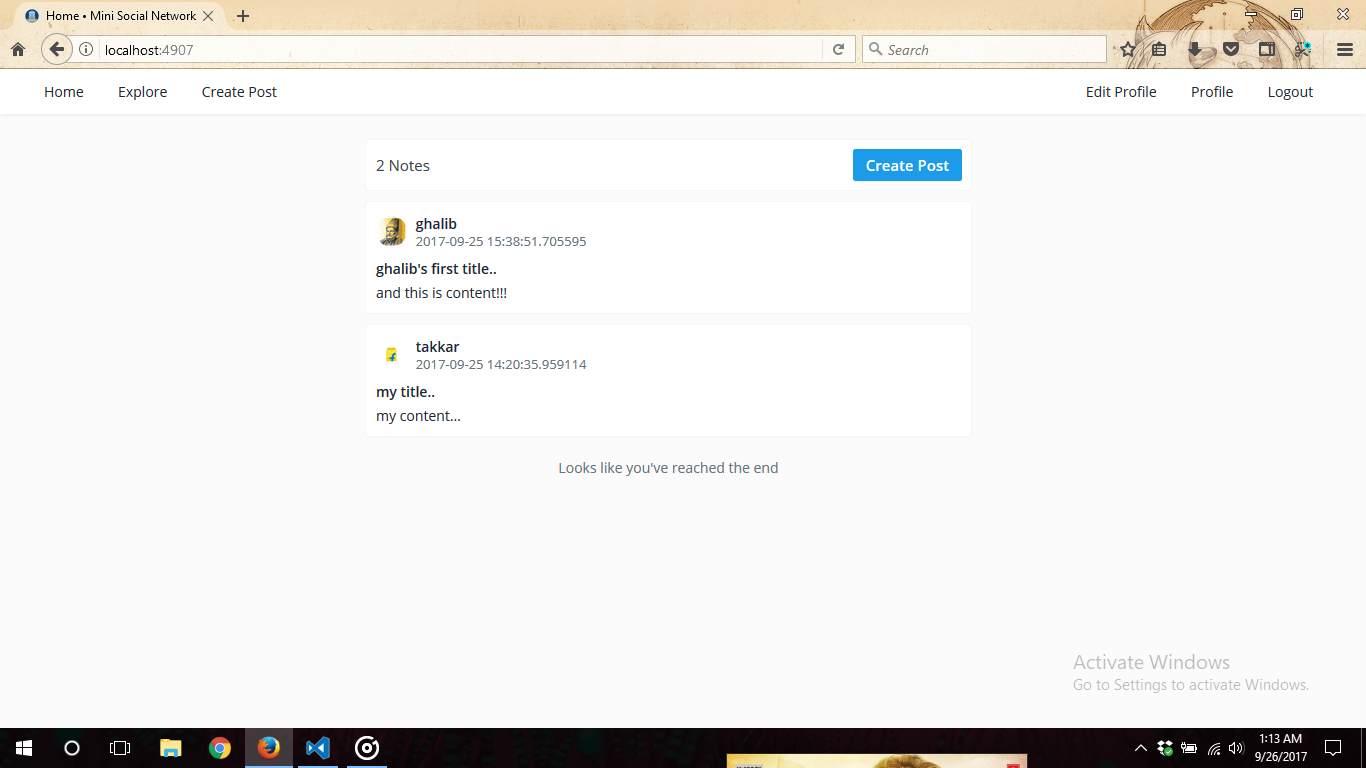 Home • Mini Social Network
localhost:4907
Search
Home Explore Create Post Edit Profile Profile Logout
2 Notes
Create Post
ghalib
2017-09-25 15:38:51.705595
ghalib's first title..
and this is content!!!
takkar
2017-09-25 14:20:35.959114
my title..
my content...
Looks like you've reached the end
Activate Windows
Go to Settings to activate Windows.
1:13 AM
9/26/2017